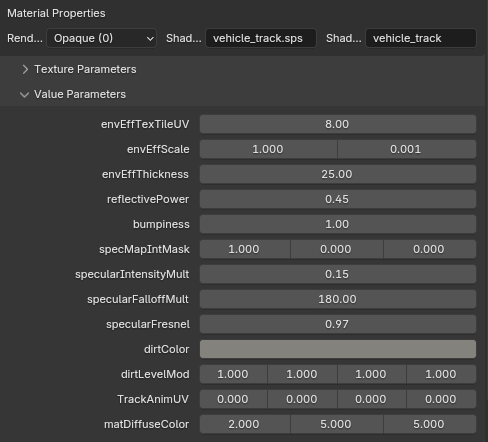 Material Properties
Rend... Opaque (0) Shad... vehicle_track.sps Shad... vehicle_track
Texture Parameters
Value Parameters
envEffTexTileUV 8.00
envEffScale 1.000 0.001
envEffThickness 25.00
reflectivePower 0.45
bumpiness 1.00
specMapIntMask 1.000 0.000 0.000
specularIntensityMult 0.15
specularFalloffMult 180.00
specularFresnel 0.97
dirtColor
dirtLevelMod 1.000 1.000 1.000 1.000
TrackAnimUV 0.000 0.000 0.000 0.000
matDiffuseColor 2.000 5.000 5.000